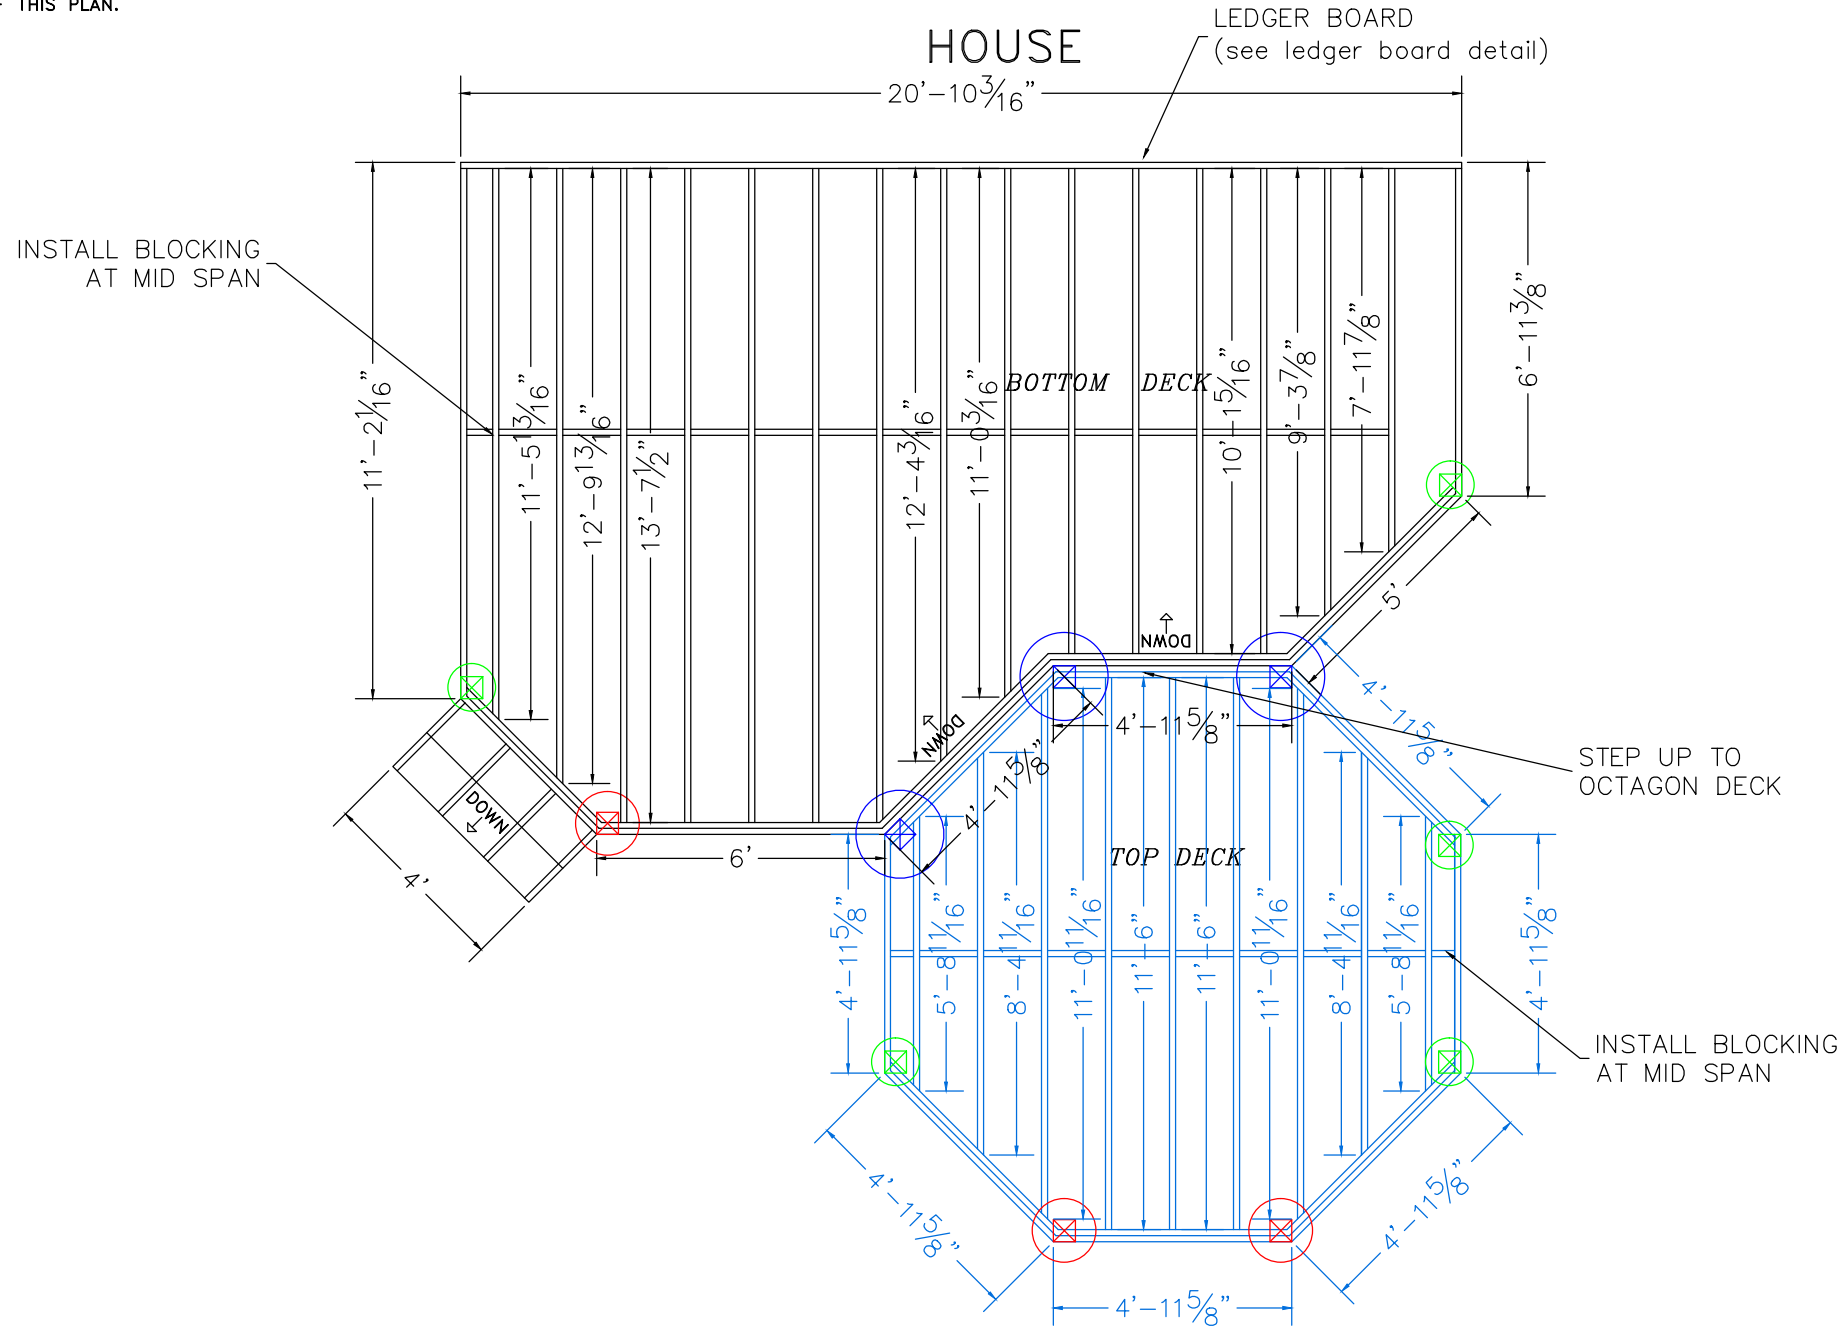 THIS PLAN.
HOUSE
LEDGER BOARD
(see ledger board detail)
20'-10 3/16"
INSTALL BLOCKING
AT MID SPAN
11'-2 1/16"
11'-5 13/16"
12'-9 13/16"
13'-7 1/2"
12'-4 3/16"
11'-0 3/16"
BOTTOM DECK
10'-1 5/16"
9'-3 7/8"
7'-11 7/8"
6'-11 3/8"
5'
DOWN
DOWN
DOWN
4'
6'
4'-11 5/8"
4'-11 5/8"
4'-11 5/8"
STEP UP TO
OCTAGON DECK
TOP DECK
4'-11 5/8"
5'-8 11/16"
8'-4 11/16"
11'-0 11/16"
11'-6"
11'-6"
11'-0 11/16"
8'-4 11/16"
5'-8 11/16"
4'-11 5/8"
INSTALL BLOCKING
AT MID SPAN
4'-11 5/8"
4'-11 5/8"
4'-11 5/8"